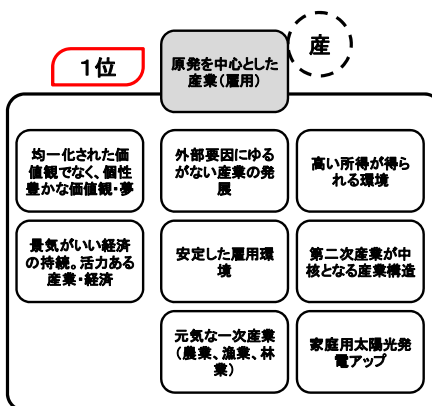 1位
原発を中心とした
産業(雇用)
産
均一化された価
値観でなく、個性
豊かな価値観・夢
外部要因にゆる
がない産業の発
展
高い所得が得ら
れる環境
景気がいい経済
の持続。活力ある
産業・経済
安定した雇用環
境
第二次産業が中
核となる産業構造
元気な一次産業
(農業、漁業、林
業)
家庭用太陽光発
電アップ